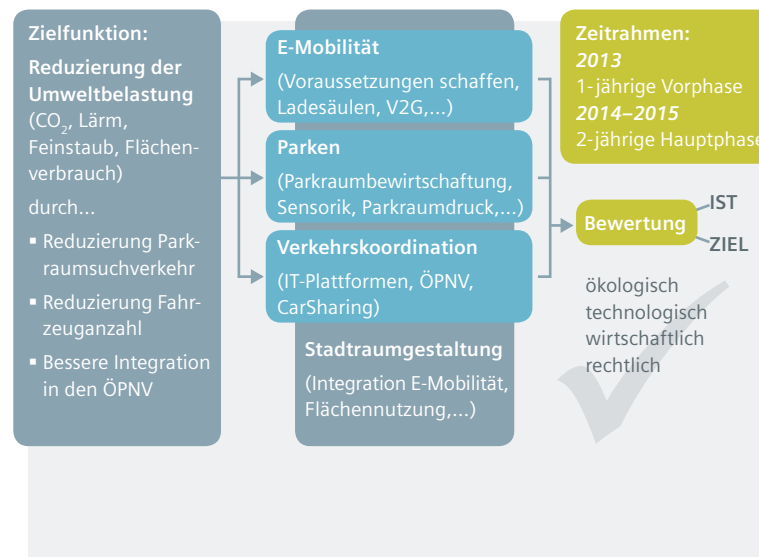 Zielfunktion:
Reduzierung der
Umweltbelastung
(CO₂, Lärm,
Feinstaub, Flächen-
verbrauch)
durch...
▪ Reduzierung Park-
raumsuchverkehr
▪ Reduzierung Fahr-
zeuganzahl
▪ Bessere Integration
in den ÖPNV
E-Mobilität
(Voraussetzungen schaffen,
Ladesäulen, V2G,...)
Parken
(Parkraumbewirtschaftung,
Sensorik, Parkraumdruck,...)
Verkehrskoordination
(IT-Plattformen, ÖPNV,
CarSharing)
Stadtraumgestaltung
(Integration E-Mobilität,
Flächennutzung,...)
Zeitrahmen:
2013
1-jährige Vorphase
2014–2015
2-jährige Hauptphase
Bewertung
IST
ZIEL
ökologisch
technologisch
wirtschaftlich
rechtlich